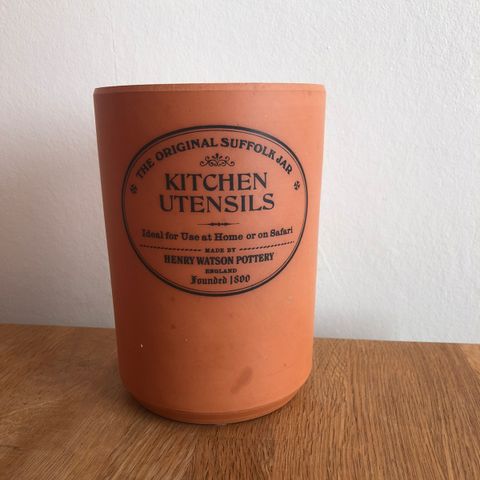 THE ORIGINAL SUFFOLK JAR
KITCHEN
UTENSILS
Ideal for Use at Home or on Safari
MADE BY
HENRY WATSON POTTERY
ENGLAND
Founded 1800